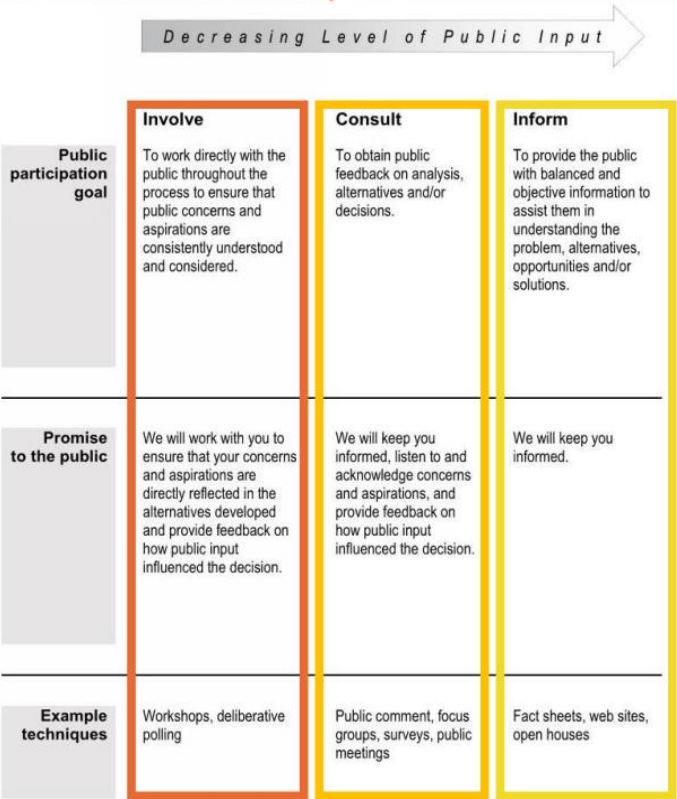 Decreasing Level of Public Input
Involve
Consult
Inform
Public
participation
goal
To work directly with the
public throughout the
process to ensure that
public concerns and
aspirations are
consistently understood
and considered.
To obtain public
feedback on analysis,
alternatives and/or
decisions.
To provide the public
with balanced and
objective information to
assist them in
understanding the
problem, alternatives,
opportunities and/or
solutions.
Promise
to the public
We will work with you to
ensure that your concerns
and aspirations are
directly reflected in the
alternatives developed
and provide feedback on
how public input
influenced the decision.
We will keep you
informed, listen to and
acknowledge concerns
and aspirations, and
provide feedback on
how public input
influenced the decision.
We will keep you
informed.
Example
techniques
Workshops, deliberative
polling
Public comment, focus
groups, surveys, public
meetings
Fact sheets, web sites,
open houses